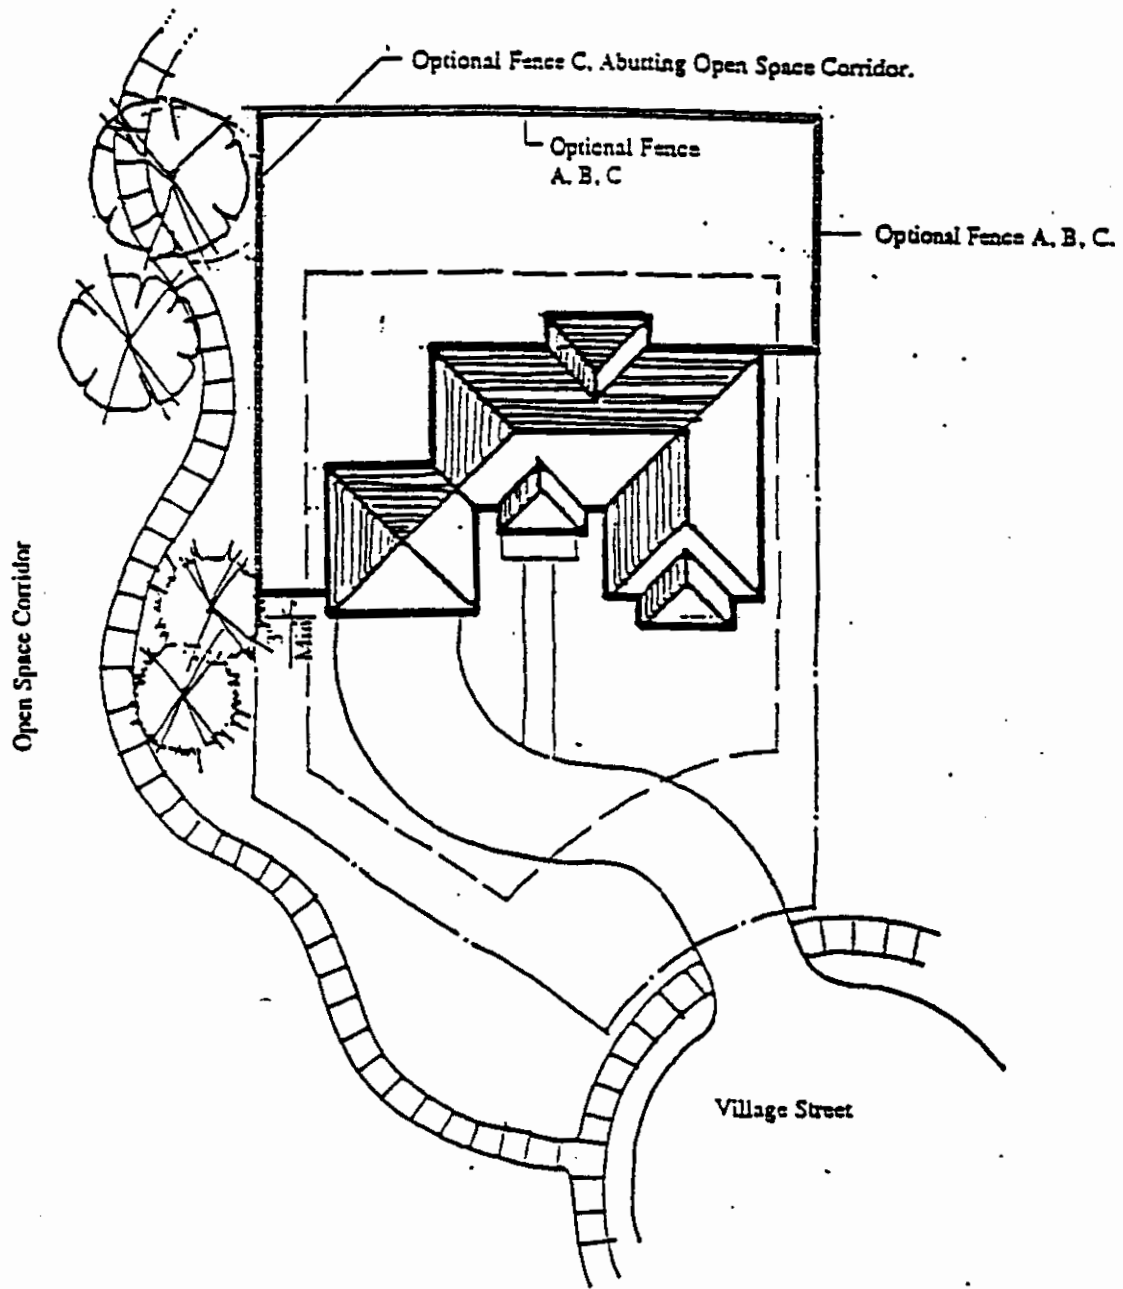 Optional Fence C, Abutting Open Space Corridor.
Optional Fence
A, B, C
Optional Fence A, B, C.
Open Space Corridor
3'
Min
Village Street